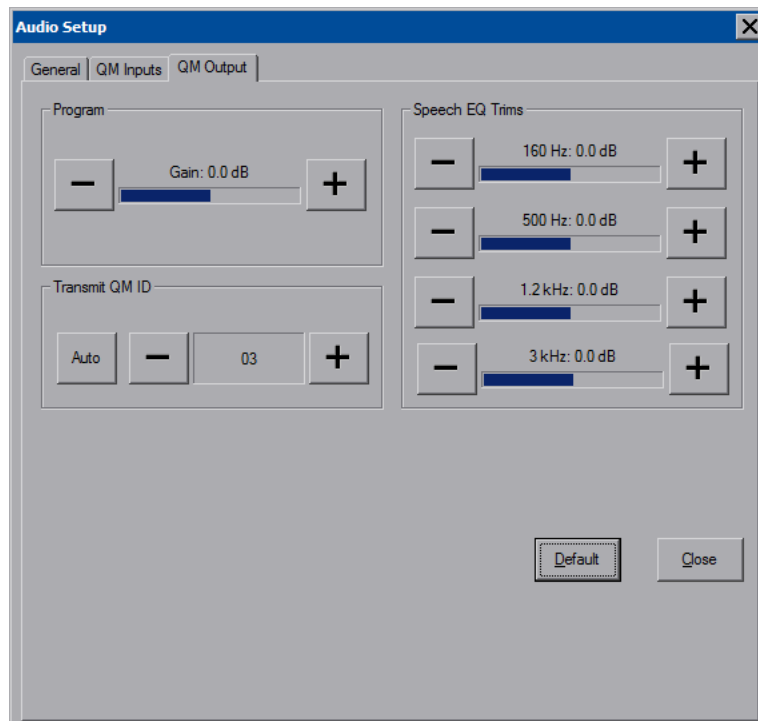 Audio Setup
General
QM Inputs
QM Output
Program
Gain: 0.0 dB
Transmit QM ID
Auto
03
Speech EQ Trims
160 Hz: 0.0 dB
500 Hz: 0.0 dB
1.2 kHz: 0.0 dB
3 kHz: 0.0 dB
Default
Close